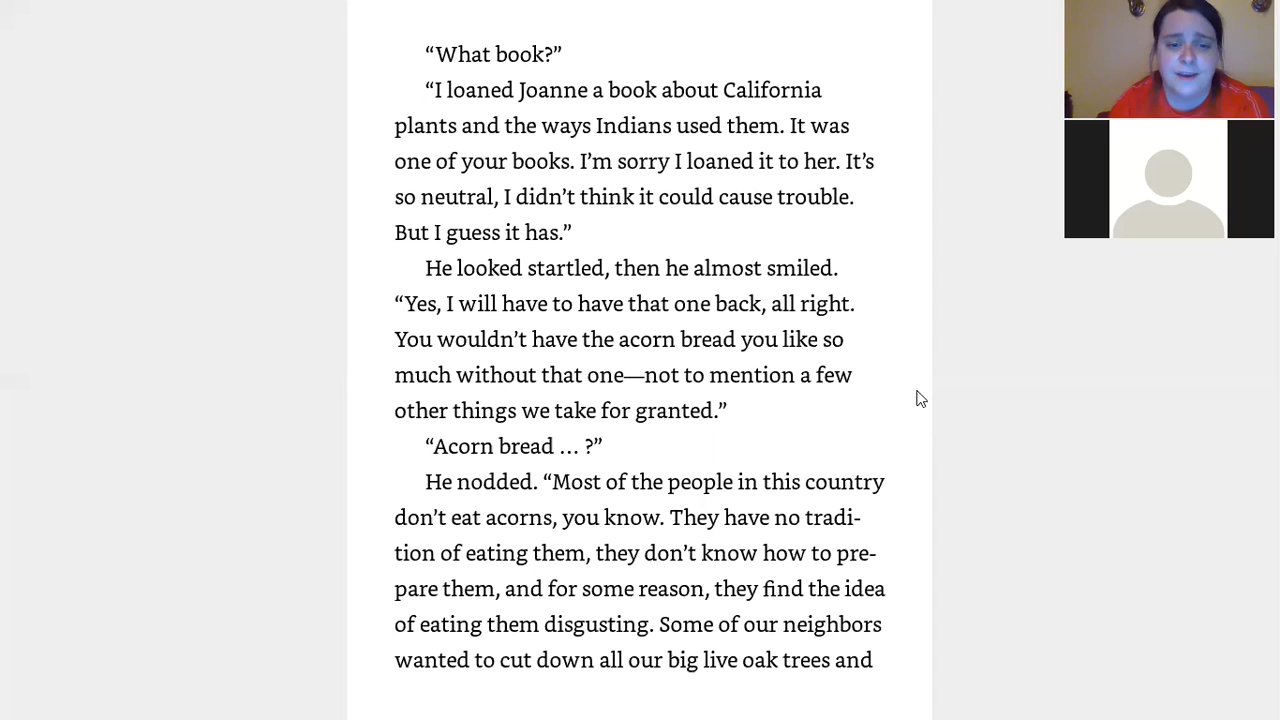 “What book?”
“I loaned Joanne a book about California
plants and the ways Indians used them. It was
one of your books. I’m sorry I loaned it to her. It’s
so neutral, I didn’t think it could cause trouble.
But I guess it has.”
He looked startled, then he almost smiled.
“Yes, I will have to have that one back, all right.
You wouldn’t have the acorn bread you like so
much without that one—not to mention a few
other things we take for granted.”
“Acorn bread … ?”
He nodded. “Most of the people in this country
don’t eat acorns, you know. They have no tradi-
tion of eating them, they don’t know how to pre-
pare them, and for some reason, they find the idea
of eating them disgusting. Some of our neighbors
wanted to cut down all our big live oak trees and